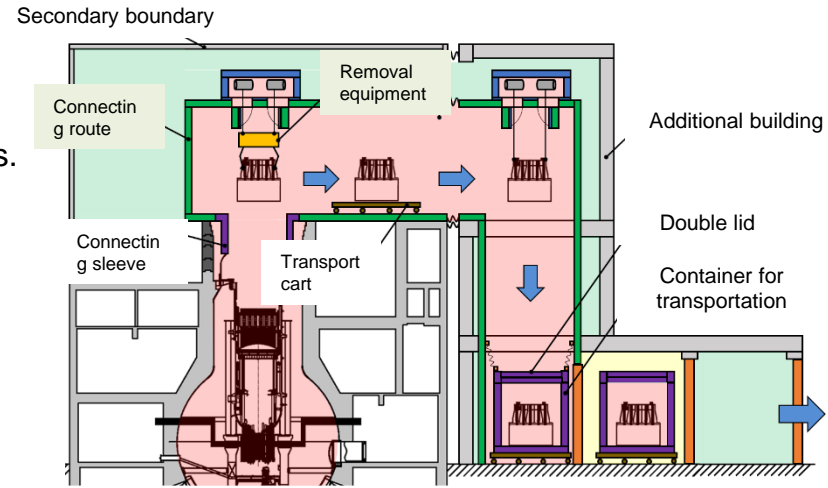 Secondary boundary
Removal
equipment
Connectin
g route
Additional building
s.
Double lid
Connectin
g sleeve
Transport
cart
Container for
transportation